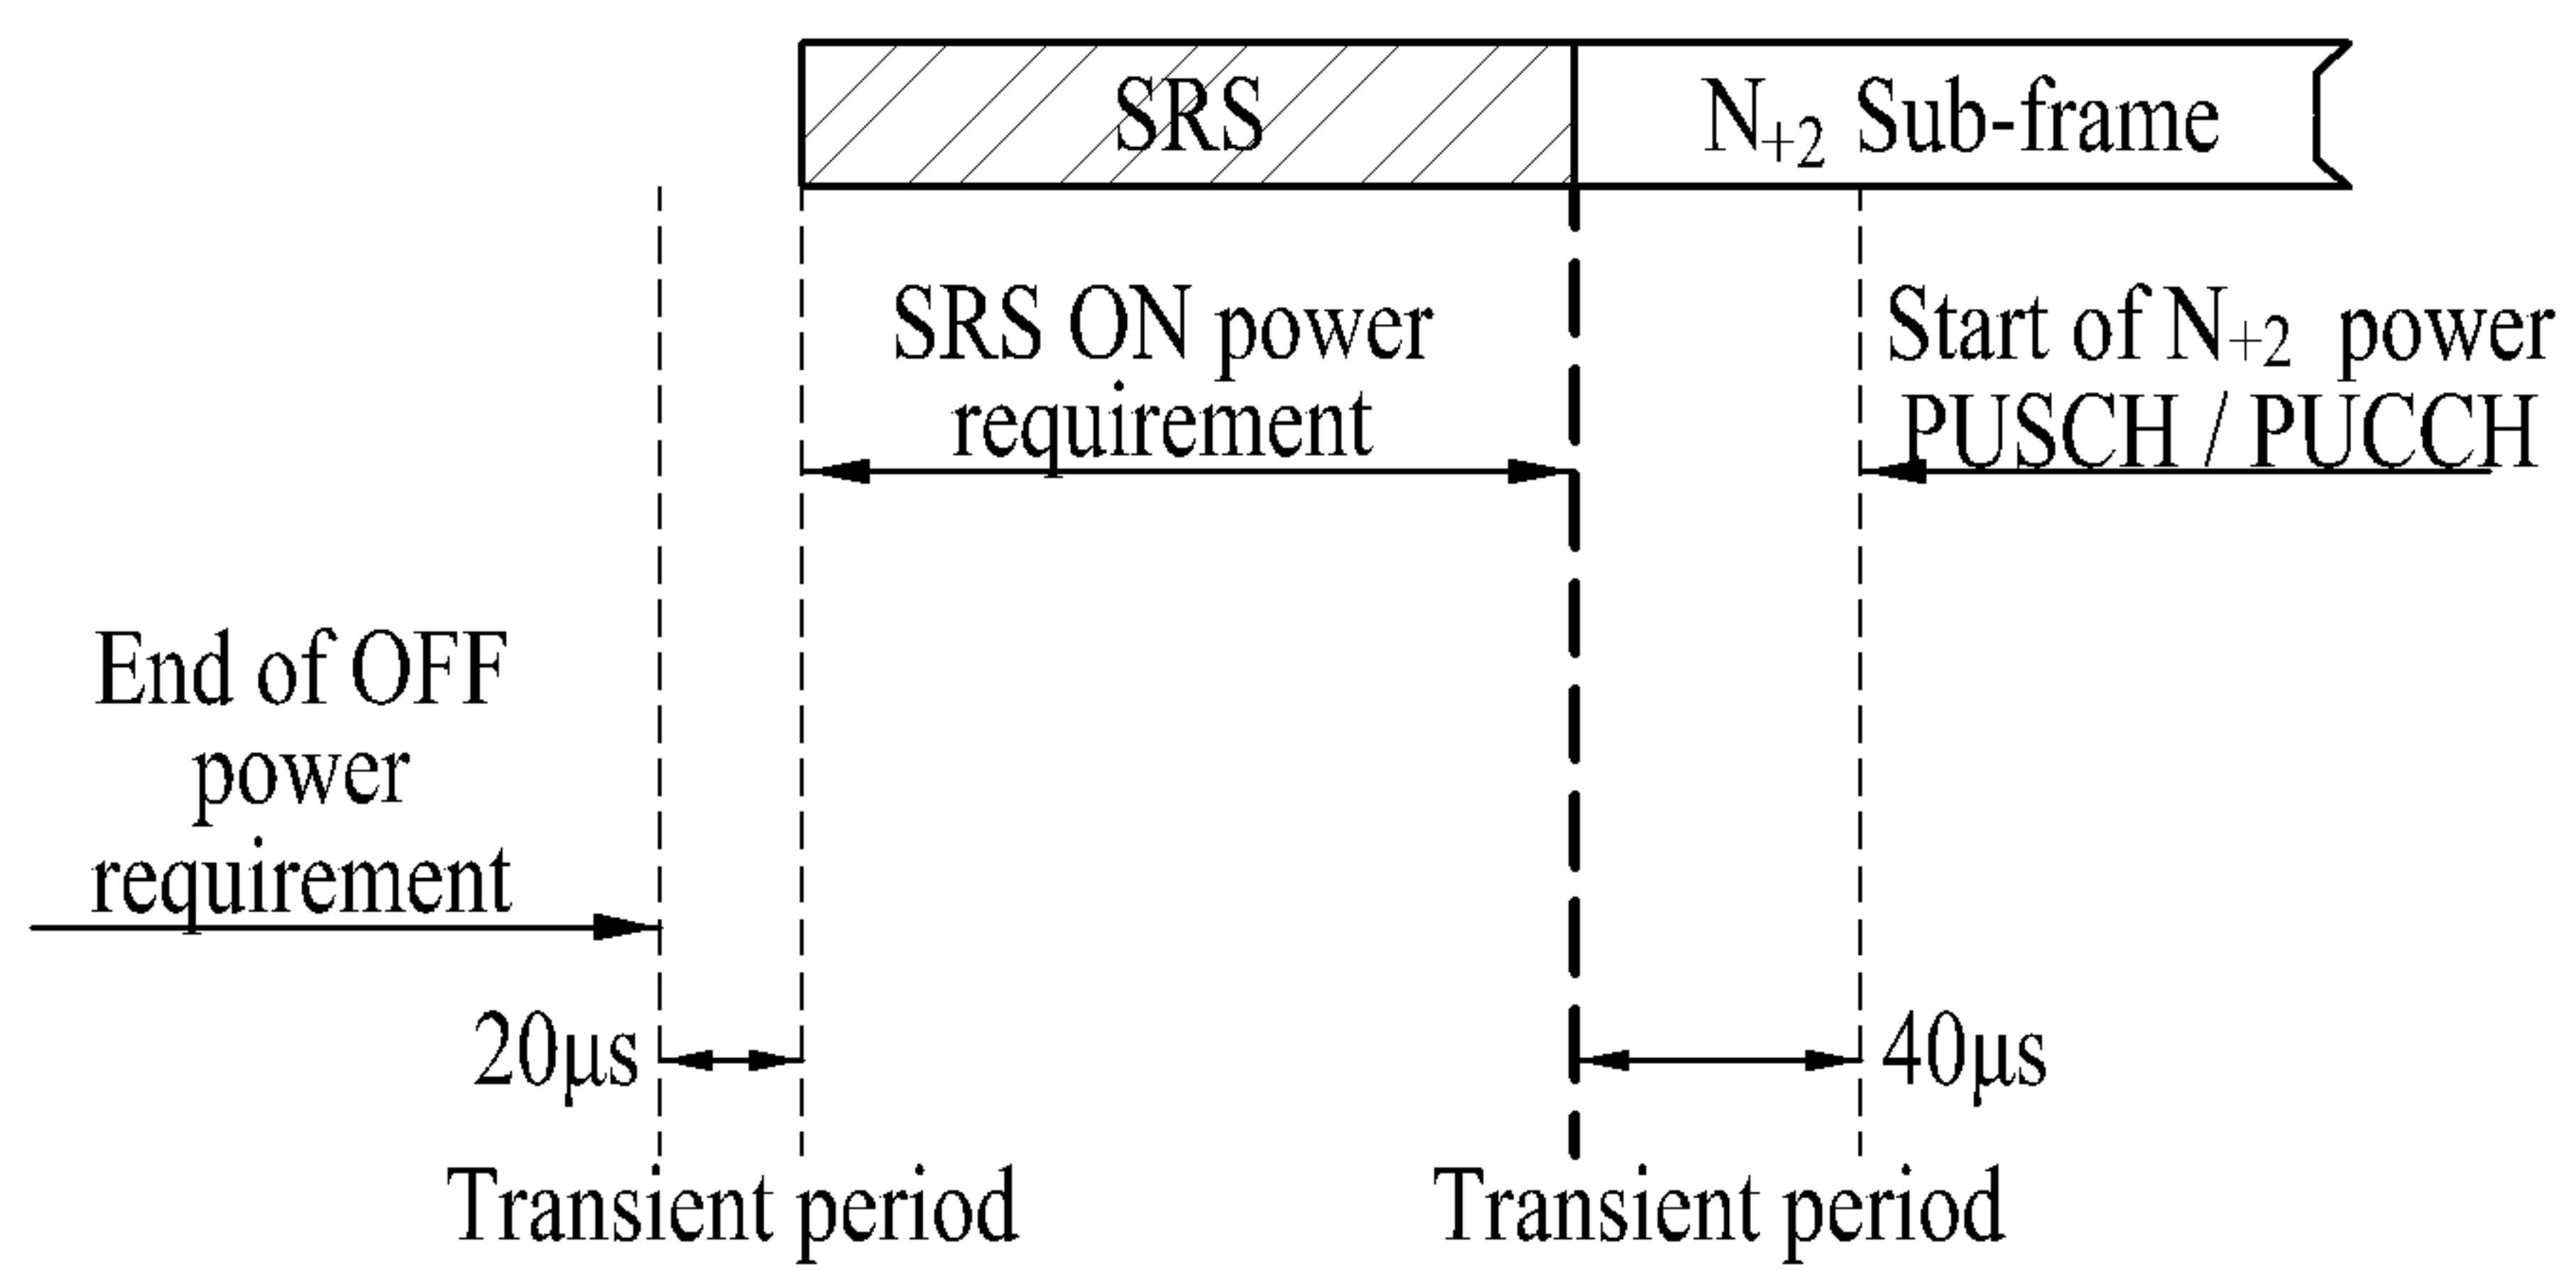 SRS
N+2 Sub-frame
SRS ON power
requirement
Start of N+2 power
PUSCH / PUCCH
End of OFF
power
requirement
20μs
40μs
Transient period
Transient period